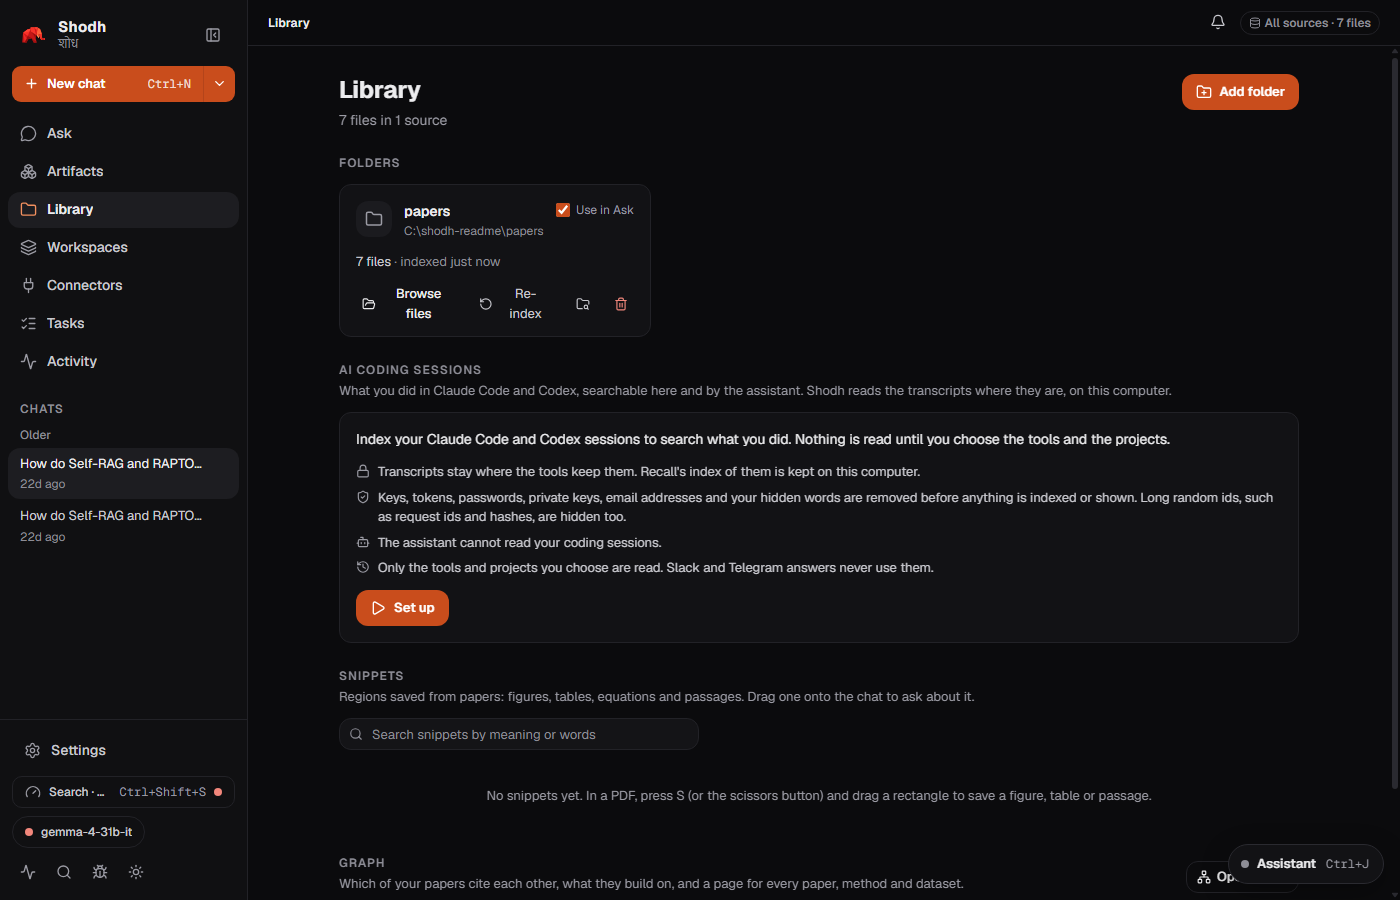 Shodh
शोध
New chat Ctrl+N
Ask
Artifacts
Library
Workspaces
Connectors
Tasks
Activity
CHATS
Older
How do Self-RAG and RAPTO...
22d ago
How do Self-RAG and RAPTO...
22d ago
Settings
Search · ... Ctrl+Shift+S
gemma-4-31b-it
Library
All sources · 7 files
Library
Add folder
7 files in 1 source
FOLDERS
papers
Use in Ask
C:\shodh-readme\papers
7 files · indexed just now
Browse
files
Re-
index
AI CODING SESSIONS
What you did in Claude Code and Codex, searchable here and by the assistant. Shodh reads the transcripts where they are, on this computer.
Index your Claude Code and Codex sessions to search what you did. Nothing is read until you choose the tools and the projects.
Transcripts stay where the tools keep them. Recall's index of them is kept on this computer.
Keys, tokens, passwords, private keys, email addresses and your hidden words are removed before anything is indexed or shown. Long random ids, such
as request ids and hashes, are hidden too.
The assistant cannot read your coding sessions.
Only the tools and projects you choose are read. Slack and Telegram answers never use them.
Set up
SNIPPETS
Regions saved from papers: figures, tables, equations and passages. Drag one onto the chat to ask about it.
Search snippets by meaning or words
No snippets yet. In a PDF, press S (or the scissors button) and drag a rectangle to save a figure, table or passage.
GRAPH
Which of your papers cite each other, what they build on, and a page for every paper, method and dataset.
Assistant Ctrl+J